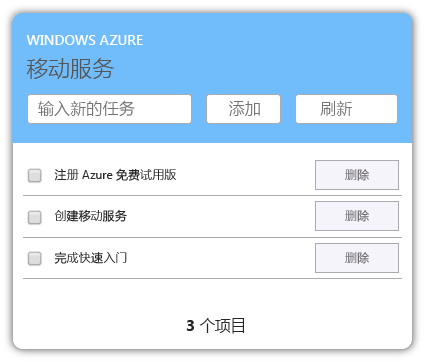 WINDOWS AZURE
移动服务
输入新的任务 添加 刷新
注册 Azure 免费试用版 删除
创建移动服务 删除
完成快速入门 删除
3 个项目